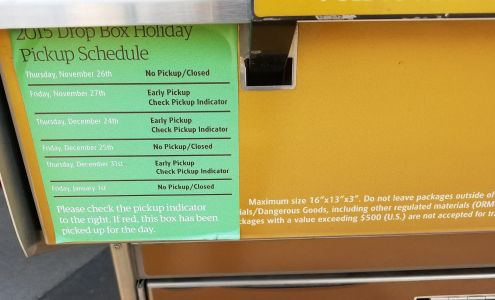 2015 Drop Box Holiday
Pickup Schedule
Thursday, November 26th No Pickup/Closed
Friday, November 27th Early Pickup
Check Pickup Indicator
Thursday, December 24th Early Pickup
Check Pickup Indicator
Friday, December 25th No Pickup/Closed
Thursday, December 31st Early Pickup
Check Pickup Indicator
Friday, January 1st No Pickup/Closed
Please check the pickup indicator
to the right. If red, this box has been
picked up for the day.
Maximum size 16"x13"x3". Do not leave packages outside of
ials/Dangerous Goods, including other regulated materials (ORM
kages with a value exceeding $500 (U.S.) are not accepted for tra